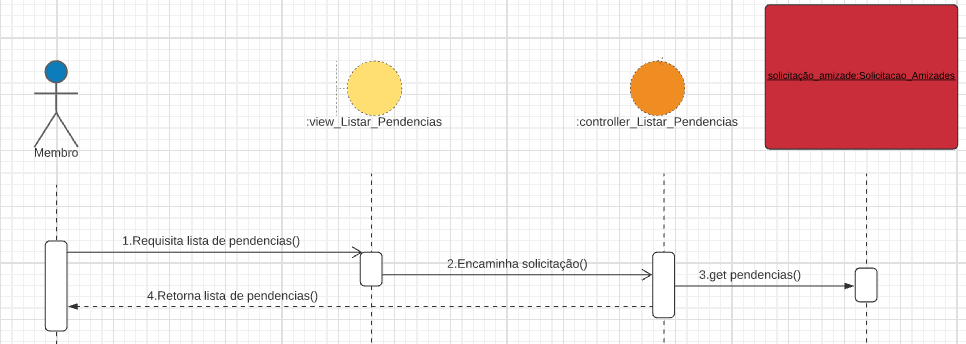 solicitação_amizade:Solicitacao_Amizades
:view_Listar_Pendencias
:controller_Listar_Pendencias
Membro
1.Requisita lista de pendencias()
2.Encaminha solicitação()
3.get pendencias()
4.Retorna lista de pendencias()